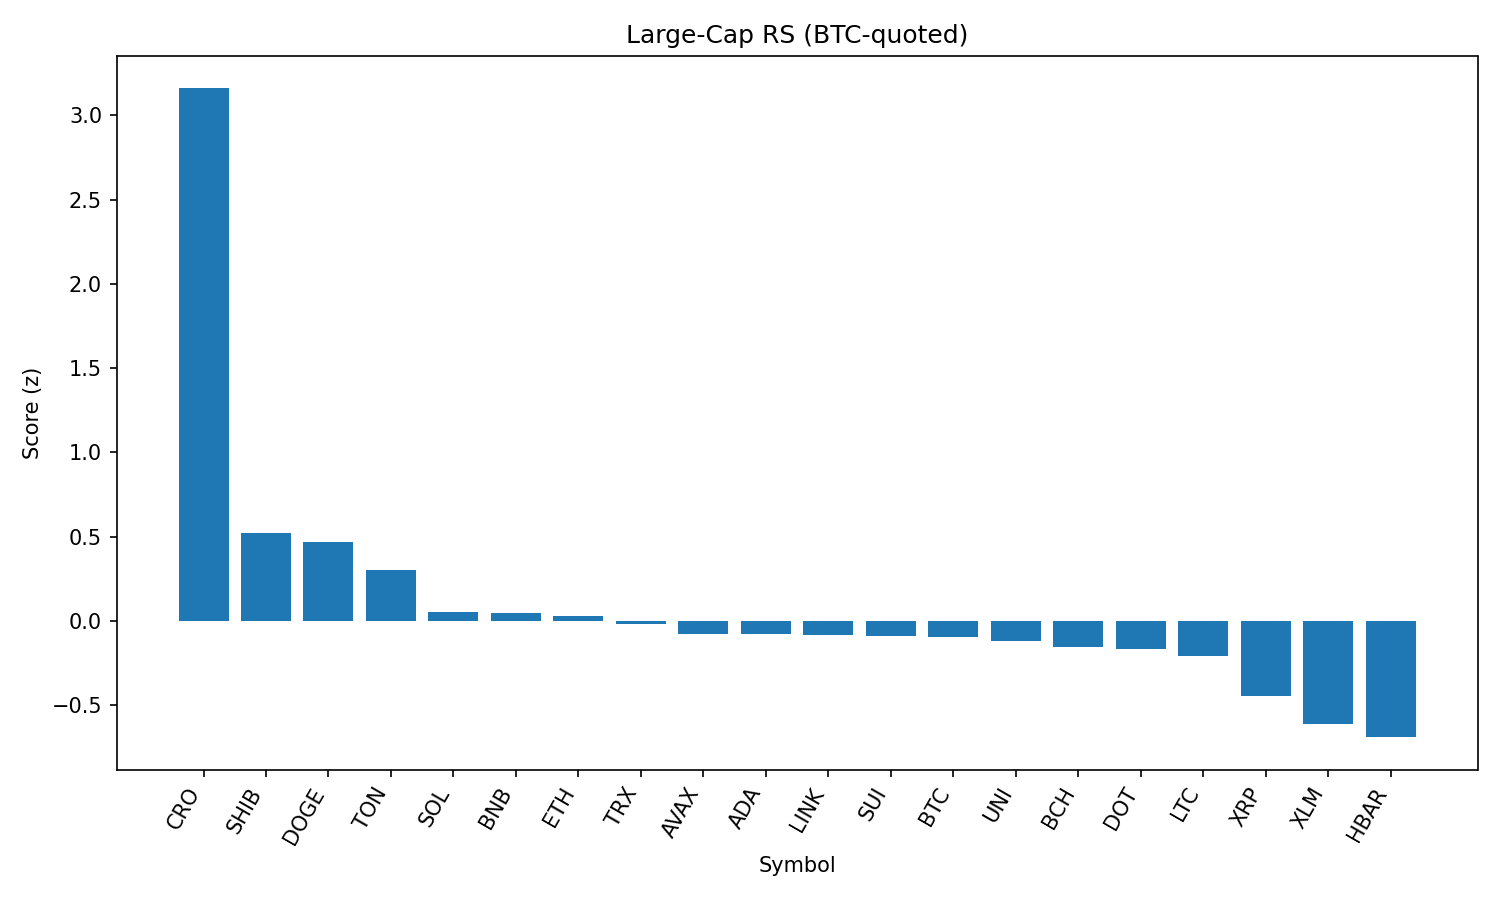 Large-Cap RS (BTC-quoted)
3.0
2.5
2.0
1.5
1.0
0.5
0.0
−0.5
Score (z)
CRO
SHIB
DOGE
TON
SOL
BNB
ETH
TRX
AVAX
ADA
LINK
SUI
BTC
UNI
BCH
DOT
LTC
XRP
XLM
HBAR
Symbol